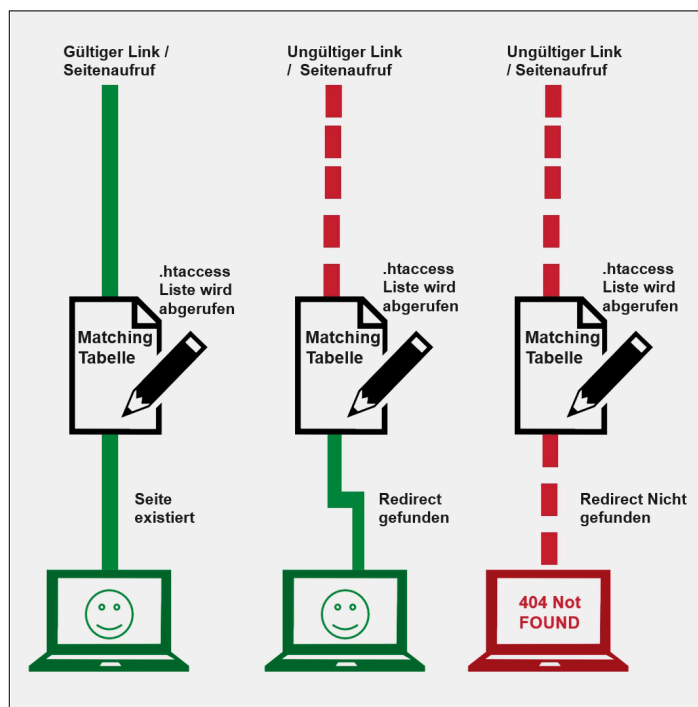 Gültiger Link /
Seitenaufruf
.htaccess
Liste wird
abgerufen
Matching
Tabelle
Seite
existiert
Ungültiger Link
/ Seitenaufruf
.htaccess
Liste wird
abgerufen
Matching
Tabelle
Redirect
gefunden
Ungültiger Link
/ Seitenaufruf
.htaccess
Liste wird
abgerufen
Matching
Tabelle
Redirect Nicht
gefunden
404 Not
FOUND